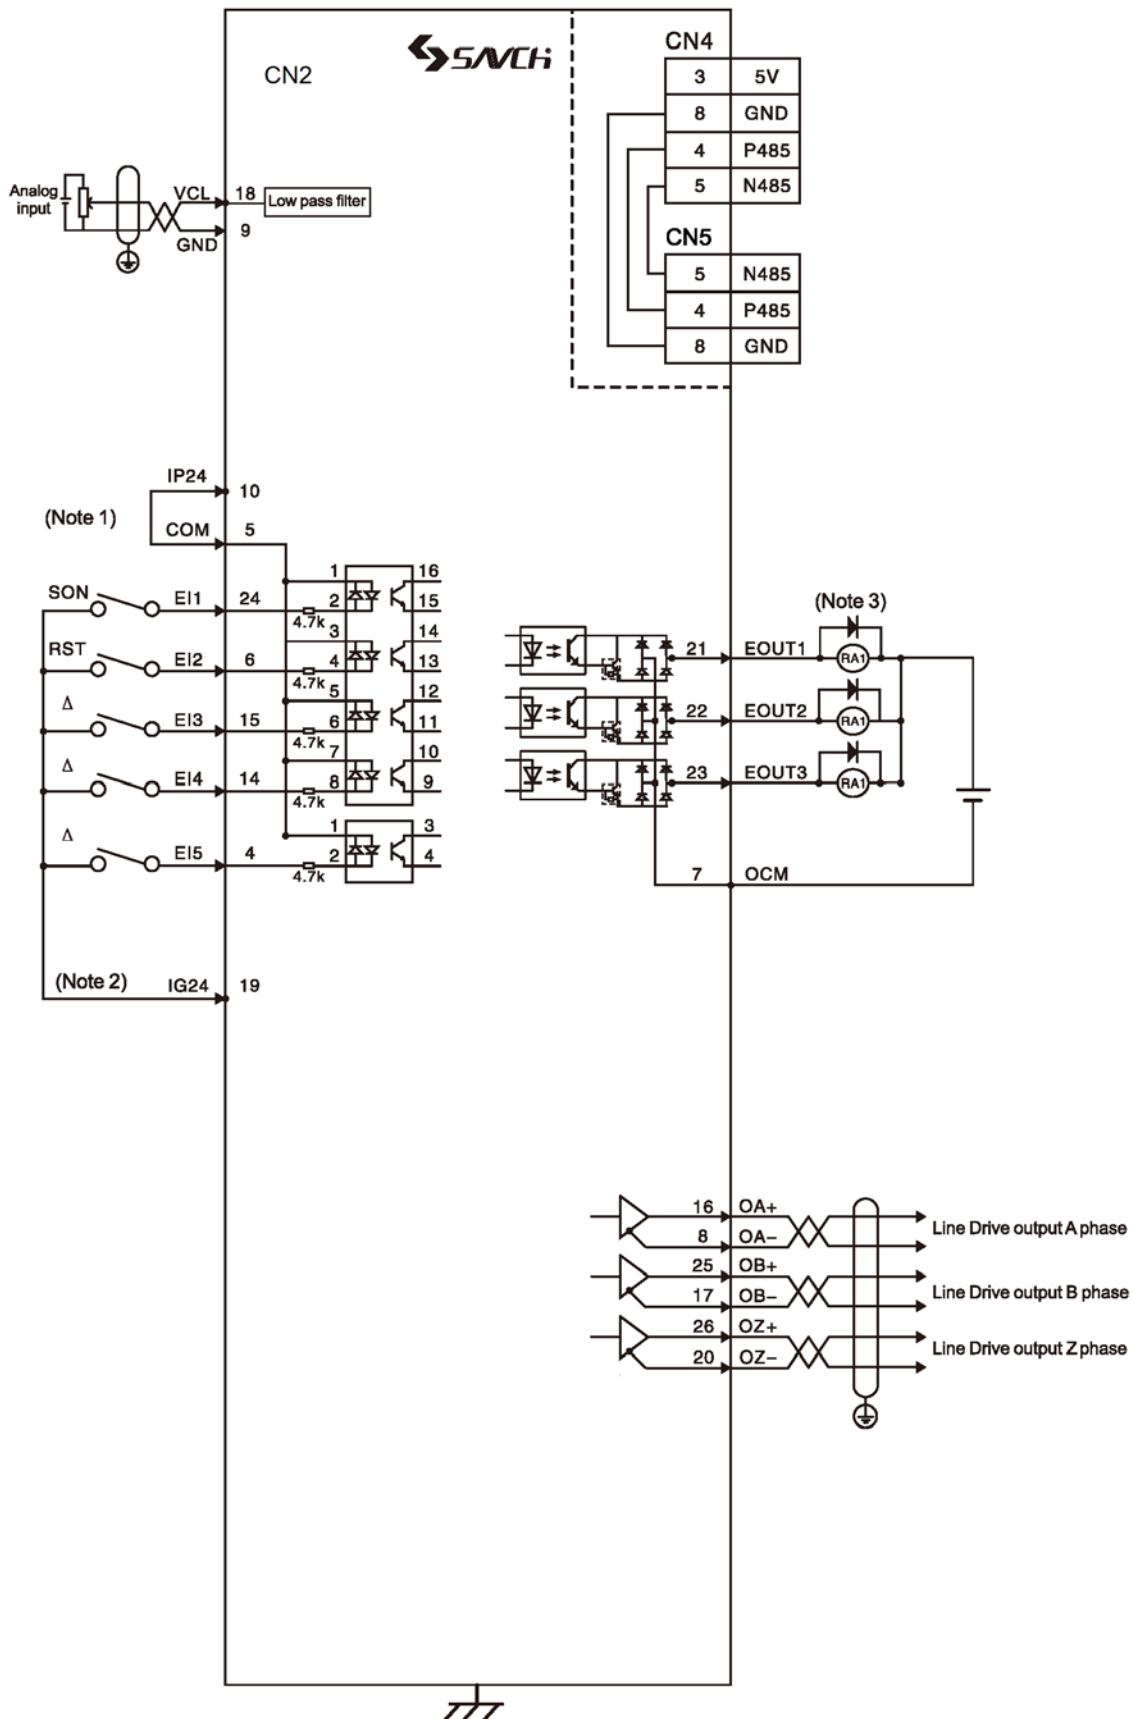 SAVCH
CN2
CN4
3 5V
8 GND
4 P485
5 N485
CN5
5 N485
4 P485
8 GND
Analog
input
VCL 18 Low pass filter
GND 9
IP24 10
(Note 1)
COM 5
SON EI1 24 4.7k 1 2 16 15
RST EI2 6 4.7k 3 4 14 13
Δ EI3 15 4.7k 5 6 12 11
Δ EI4 14 4.7k 7 8 10 9
Δ EI5 4 4.7k 1 2 3 4
(Note 2) IG24 19
(Note 3)
21 EOUT1 RA1
22 EOUT2 RA1
23 EOUT3 RA1
7 OCM
16 OA+
8 OA−
Line Drive output A phase
25 OB+
17 OB−
Line Drive output B phase
26 OZ+
20 OZ−
Line Drive output Z phase